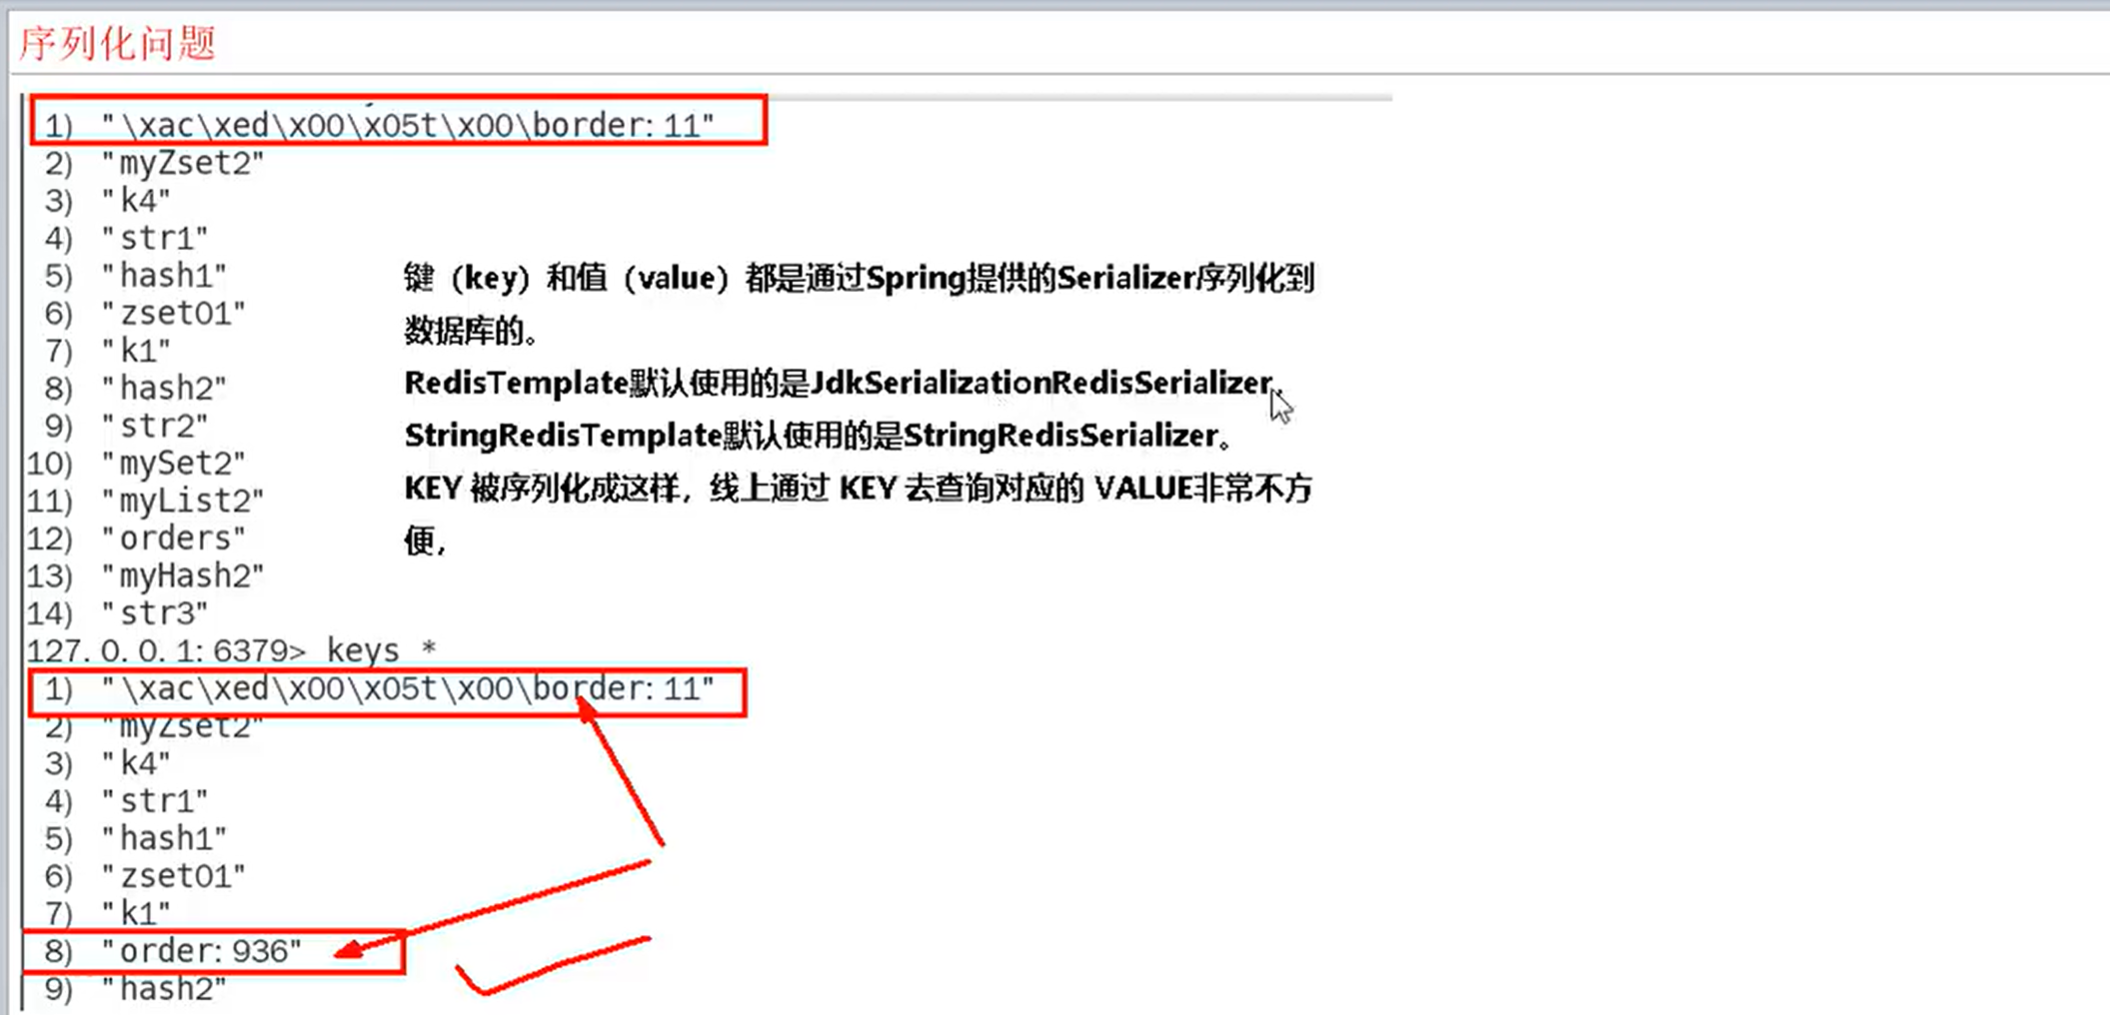 序列化问题
1) "\xac\xed\x00\x05t\x00\border:11"
2) "myZset2"
3) "k4"
4) "str1"
5) "hash1"
6) "zset01"
7) "k1"
8) "hash2"
9) "str2"
10) "mySet2"
11) "myList2"
12) "orders"
13) "myHash2"
14) "str3"
127.0.0.1:6379> keys *
1) "\xac\xed\x00\x05t\x00\border:11"
2) "myZset2"
3) "k4"
4) "str1"
5) "hash1"
6) "zset01"
7) "k1"
8) "order:936"
9) "hash2"
键（key）和值（value）都是通过Spring提供的Serializer序列化到
数据库的。
RedisTemplate默认使用的是JdkSerializationRedisSerializer,
StringRedisTemplate默认使用的是StringRedisSerializer。
KEY 被序列化成这样，线上通过 KEY 去查询对应的 VALUE非常不方
便，